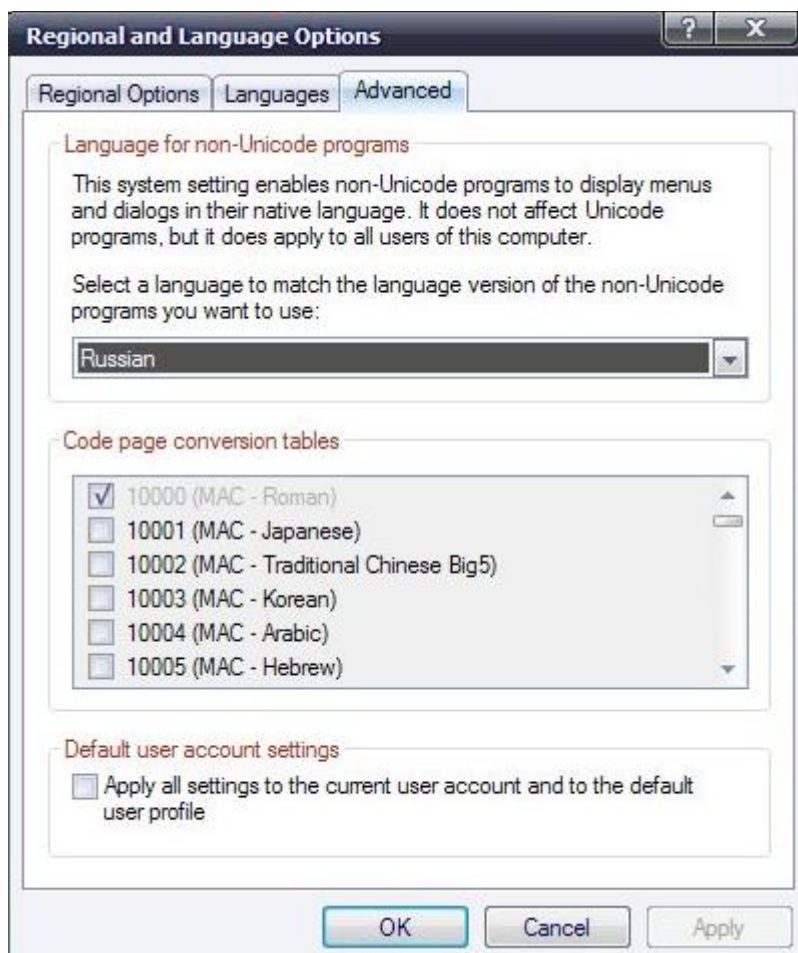 Regional and Language Options
Regional Options
Languages
Advanced
Language for non-Unicode programs
This system setting enables non-Unicode programs to display menus
and dialogs in their native language. It does not affect Unicode
programs, but it does apply to all users of this computer.
Select a language to match the language version of the non-Unicode
programs you want to use:
Russian
Code page conversion tables
10000 (MAC - Roman)
10001 (MAC - Japanese)
10002 (MAC - Traditional Chinese Big5)
10003 (MAC - Korean)
10004 (MAC - Arabic)
10005 (MAC - Hebrew)
Default user account settings
Apply all settings to the current user account and to the default
user profile
OK
Cancel
Apply